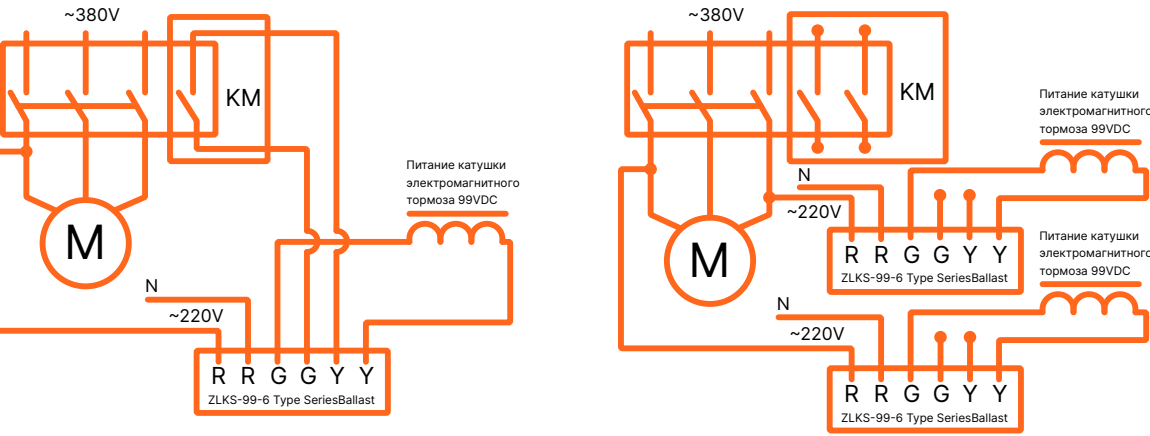 ~380V
KM
Питание катушки
электромагнитного
тормоза 99VDC
M
N
~220V
R R G G Y Y
ZLKS-99-6 Type SeriesBallast
~380V
KM
Питание катушки
электромагнитного
тормоза 99VDC
N
~220V
M
R R G G Y Y
ZLKS-99-6 Type SeriesBallast
Питание катушки
электромагнитного
тормоза 99VDC
N
~220V
R R G G Y Y
ZLKS-99-6 Type SeriesBallast